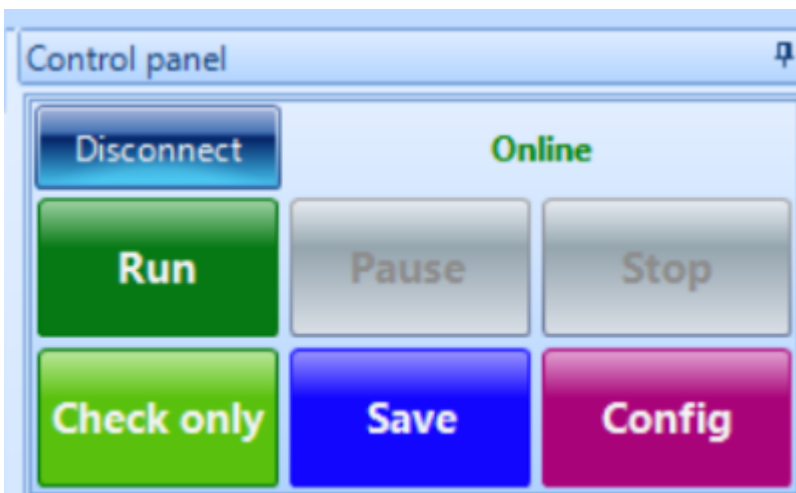 Control panel
Disconnect Online
Run Pause Stop
Check only Save Config